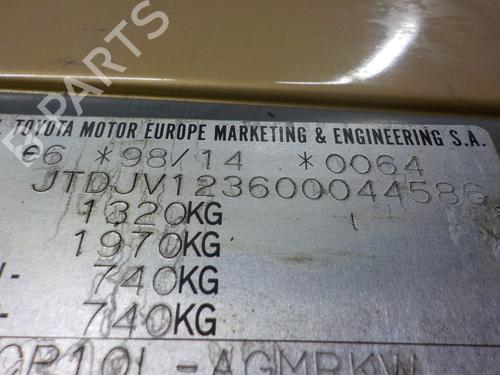 PARTS
TOYOTA MOTOR EUROPE MARKETING & ENGINEERING S.A.
e6 *98/14 *0064
JTDJV123600044586
1320KG
1970KG
740KG
740KG